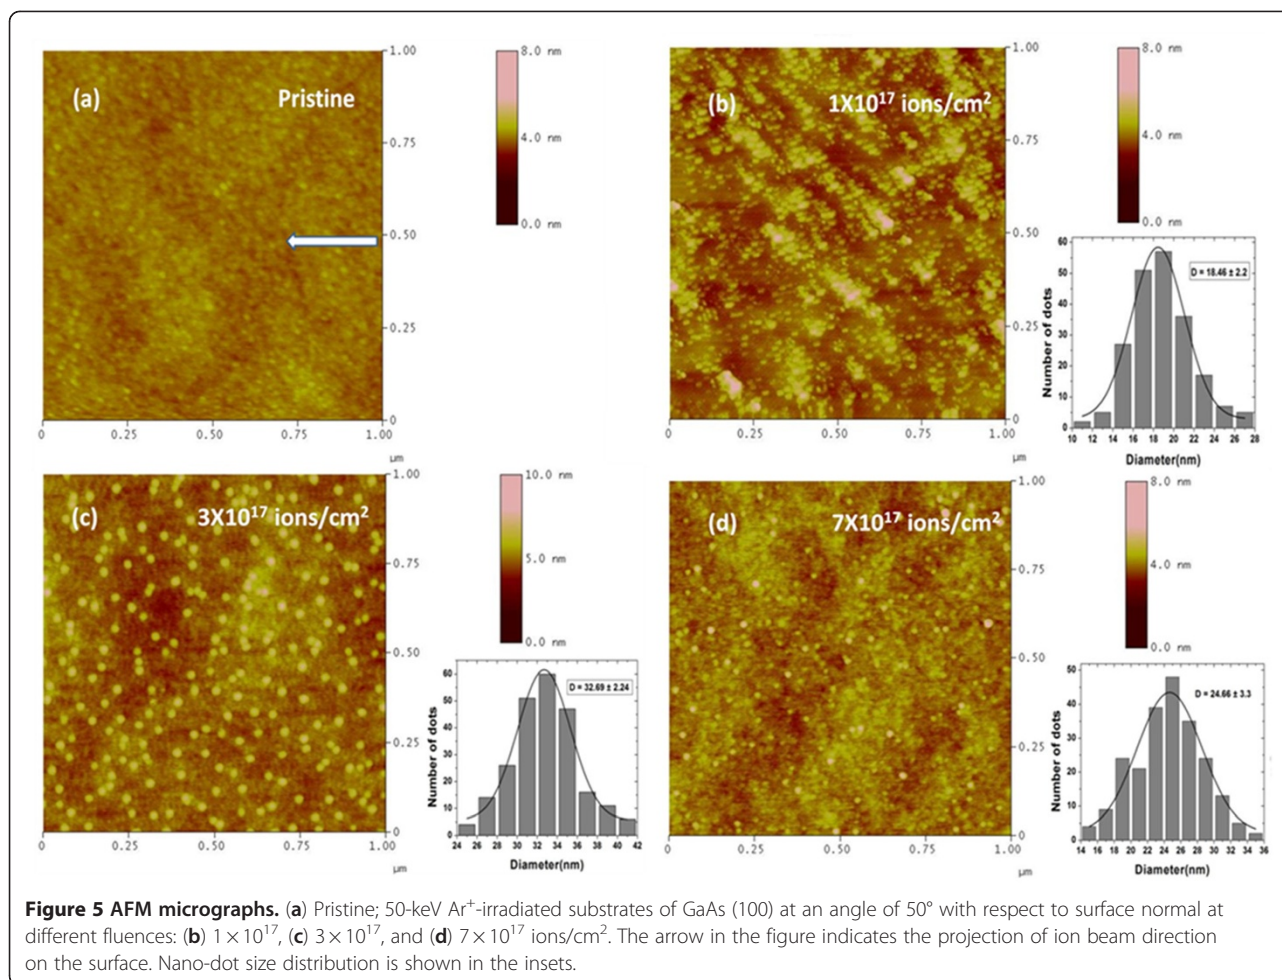 (a) Pristine
1.00
0.75
0.50
0.25
0
0 0.25 0.50 0.75 1.00
µm
8.0 nm
4.0 nm
0.0 nm
(b) 1X10¹⁷ ions/cm²
1.00
0.75
0.50
0.25
0
0 0.25 0.50 0.75 1.00
µm
8.0 nm
4.0 nm
0.0 nm
60
50
40
30
20
10
0
Number of dots
D = 18.46 ± 2.2
10 12 14 16 18 20 22 24 26 28
Diameter(nm)
(c) 3X10¹⁷ ions/cm²
1.00
0.75
0.50
0.25
0
0 0.25 0.50 0.75 1.00
µm
10.0 nm
5.0 nm
0.0 nm
60
50
40
30
20
10
0
Number of dots
D = 32.69 ± 2.24
24 26 28 30 32 34 36 38 40 42
Diameter(nm)
(d) 7X10¹⁷ ions/cm²
1.00
0.75
0.50
0.25
0
0 0.25 0.50 0.75 1.00
µm
8.0 nm
4.0 nm
0.0 nm
50
40
30
20
10
0
Number of dots
D = 24.66 ± 3.3
14 16 18 20 22 24 26 28 30 32 34 36
Diameter(nm)
Figure 5 AFM micrographs. (a) Pristine; 50-keV Ar⁺-irradiated substrates of GaAs (100) at an angle of 50° with respect to surface normal at
different fluences: (b) 1 × 10¹⁷, (c) 3 × 10¹⁷, and (d) 7 × 10¹⁷ ions/cm². The arrow in the figure indicates the projection of ion beam direction
on the surface. Nano-dot size distribution is shown in the insets.